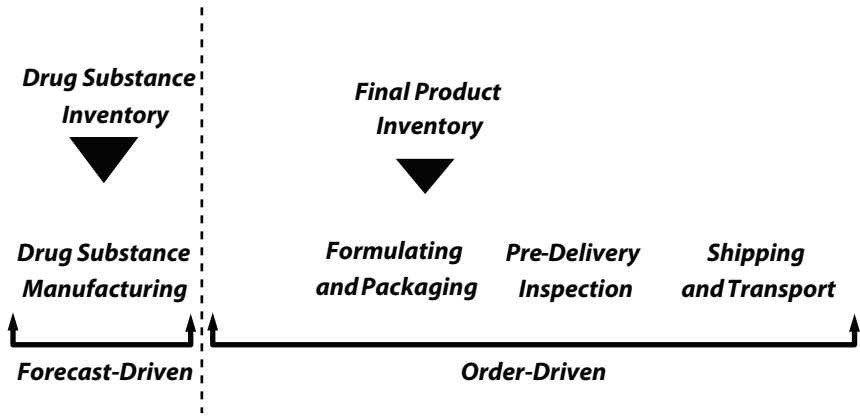 Drug Substance
Inventory
Final Product
Inventory
Drug Substance
Manufacturing
Formulating
and Packaging
Pre-Delivery
Inspection
Shipping
and Transport
Forecast-Driven
Order-Driven